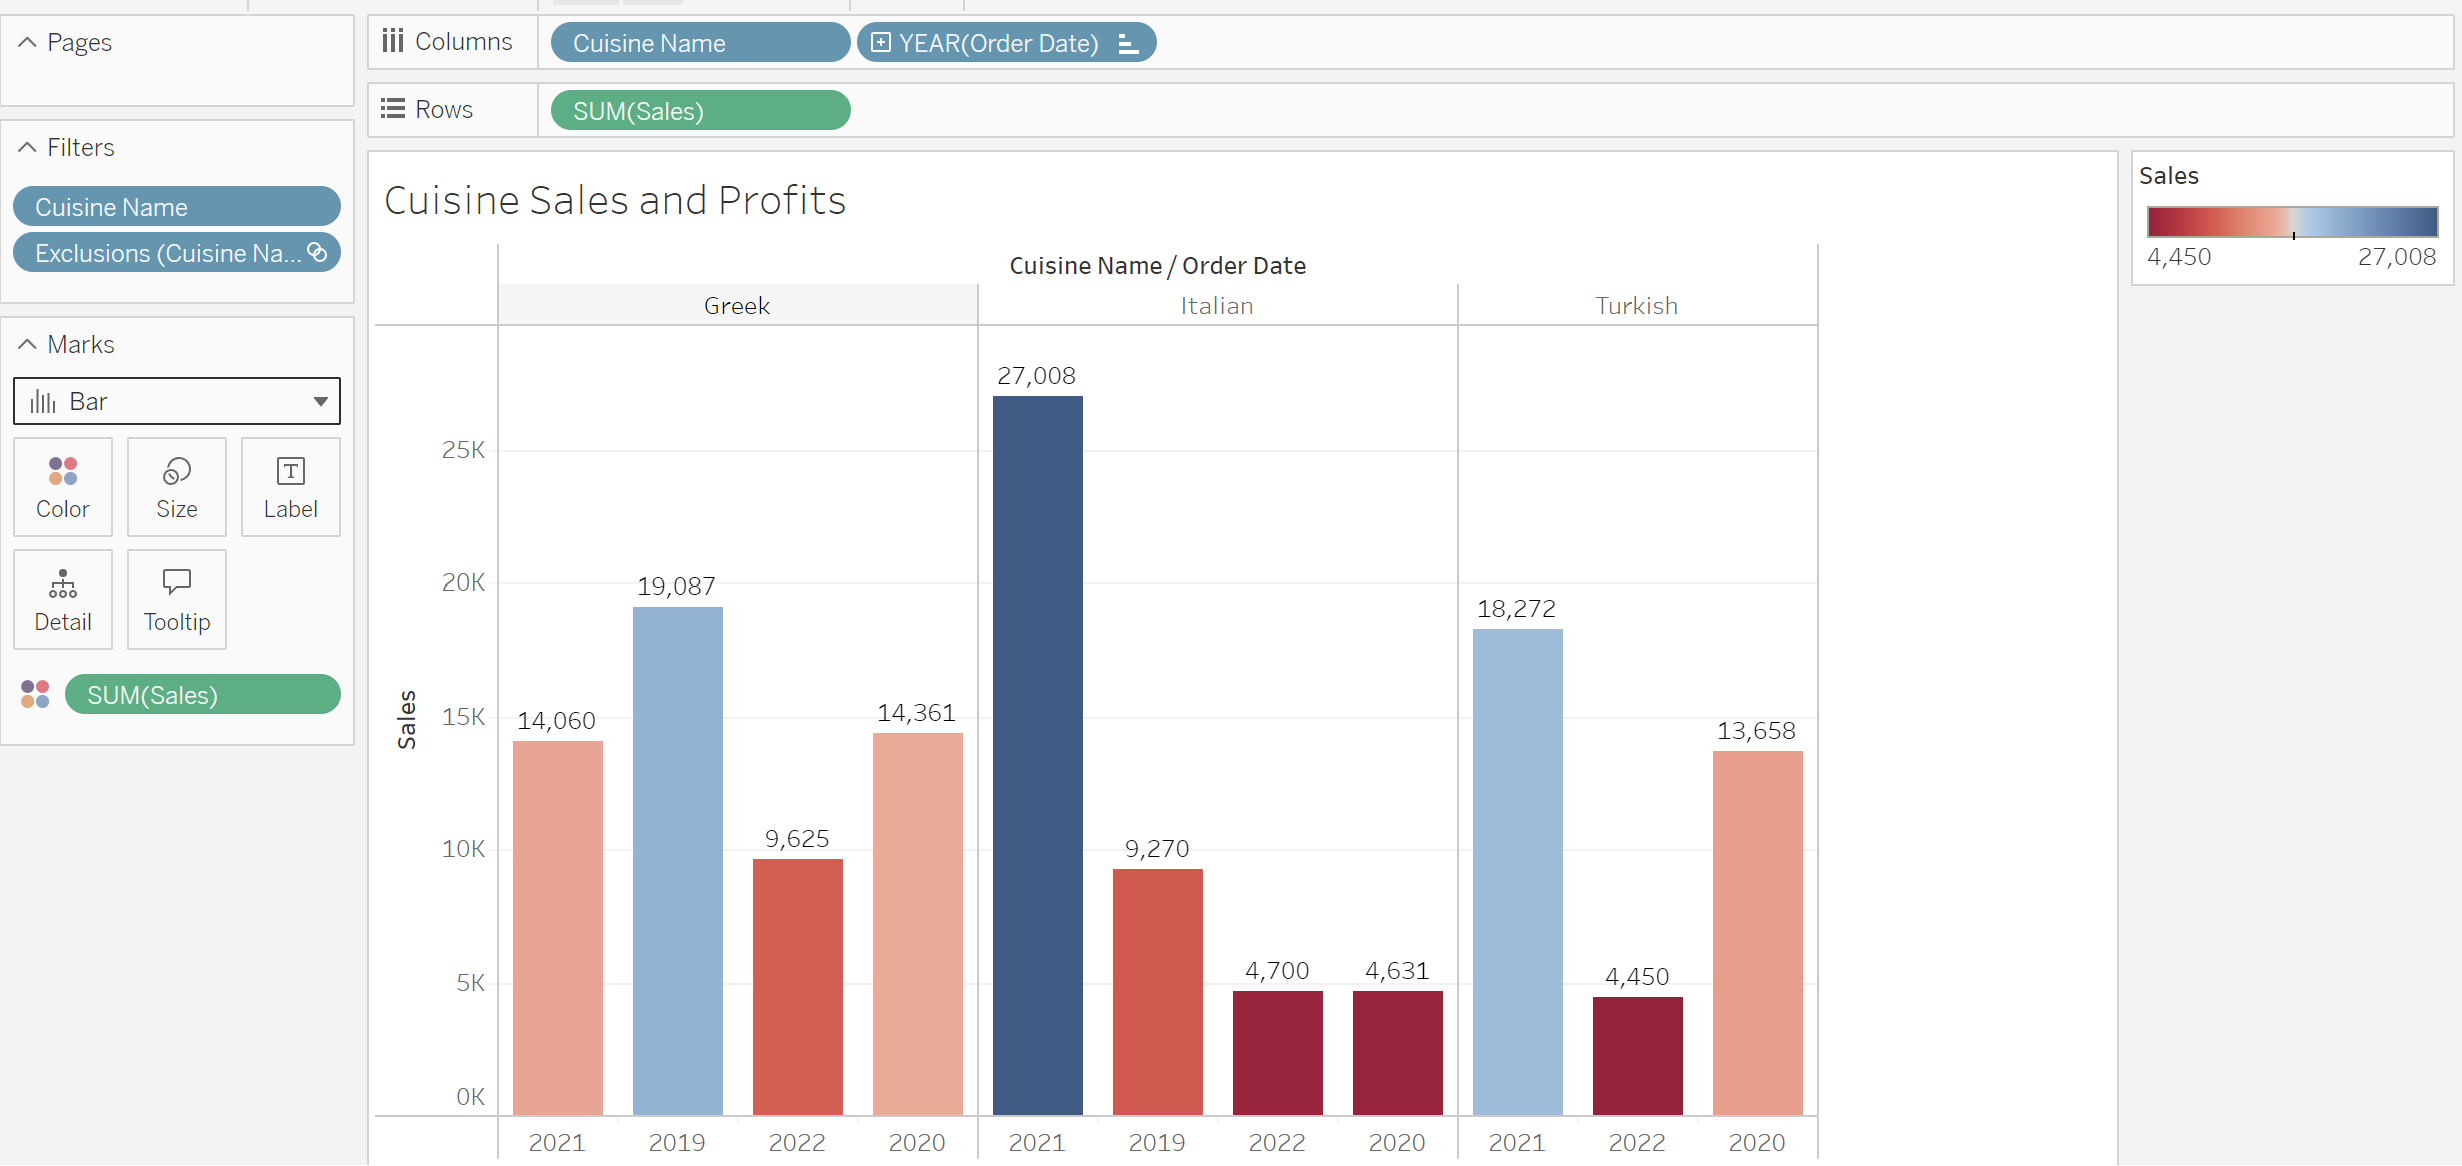 Pages
Columns
Cuisine Name
YEAR(Order Date)
Rows
SUM(Sales)
Filters
Cuisine Name
Exclusions (Cuisine Na...
Marks
Bar
Color
Size
Label
Detail
Tooltip
SUM(Sales)
Cuisine Sales and Profits
Cuisine Name / Order Date
Greek
Italian
Turkish
Sales
25K
20K
15K
10K
5K
0K
14,060
19,087
9,625
14,361
27,008
9,270
4,700
4,631
18,272
4,450
13,658
2021
2019
2022
2020
2021
2019
2022
2020
2021
2022
2020
Sales
4,450
27,008